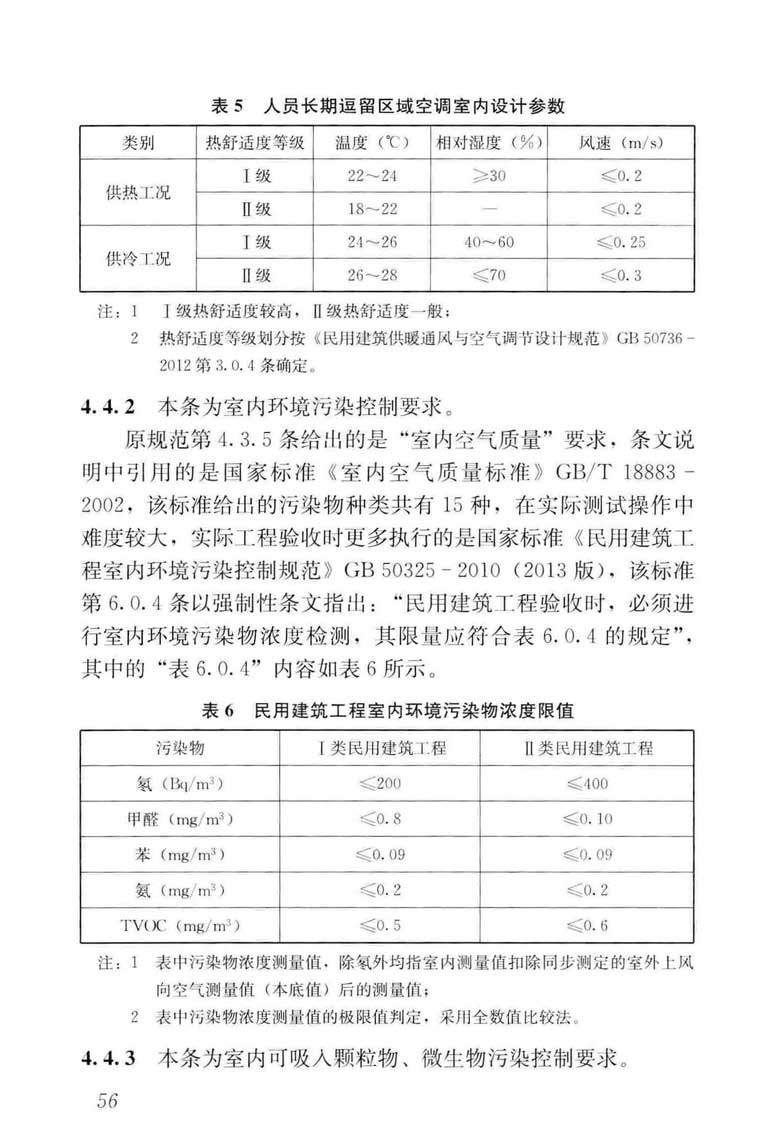 表 5 人员长期逗留区域空调室内设计参数
类别 热舒适度等级 温度（℃） 相对湿度（%） 风速（m/s）
供热工况 Ⅰ级 22～24 ≥30 ≤0.2
Ⅱ级 18～22 — ≤0.2
供冷工况 Ⅰ级 24～26 40～60 ≤0.25
Ⅱ级 26～28 ≤70 ≤0.3
注：1 Ⅰ级热舒适度较高，Ⅱ级热舒适度一般；
2 热舒适度等级划分按《民用建筑供暖通风与空气调节设计规范》GB 50736－
2012 第 3.0.4 条确定。
4.4.2 本条为室内环境污染控制要求。
原规范第 4.3.5 条给出的是“室内空气质量”要求，条文说
明中引用的是国家标准《室内空气质量标准》GB/T 18883－
2002，该标准给出的污染物种类共有 15 种，在实际测试操作中
难度较大，实际工程验收时更多执行的是国家标准《民用建筑工
程室内环境污染控制规范》GB 50325－2010（2013 版），该标准
第 6.0.4 条以强制性条文指出：“民用建筑工程验收时，必须进
行室内环境污染物浓度检测，其限量应符合表 6.0.4 的规定”，
其中的“表 6.0.4”内容如表 6 所示。
表 6 民用建筑工程室内环境污染物浓度限值
污染物 Ⅰ类民用建筑工程 Ⅱ类民用建筑工程
氡（Bq/m³） ≤200 ≤400
甲醛（mg/m³） ≤0.8 ≤0.10
苯（mg/m³） ≤0.09 ≤0.09
氨（mg/m³） ≤0.2 ≤0.2
TVOC（mg/m³） ≤0.5 ≤0.6
注：1 表中污染物浓度测量值，除氡外均指室内测量值扣除同步测定的室外上风
向空气测量值（本底值）后的测量值；
2 表中污染物浓度测量值的极限值判定，采用全数值比较法。
4.4.3 本条为室内可吸入颗粒物、微生物污染控制要求。
56